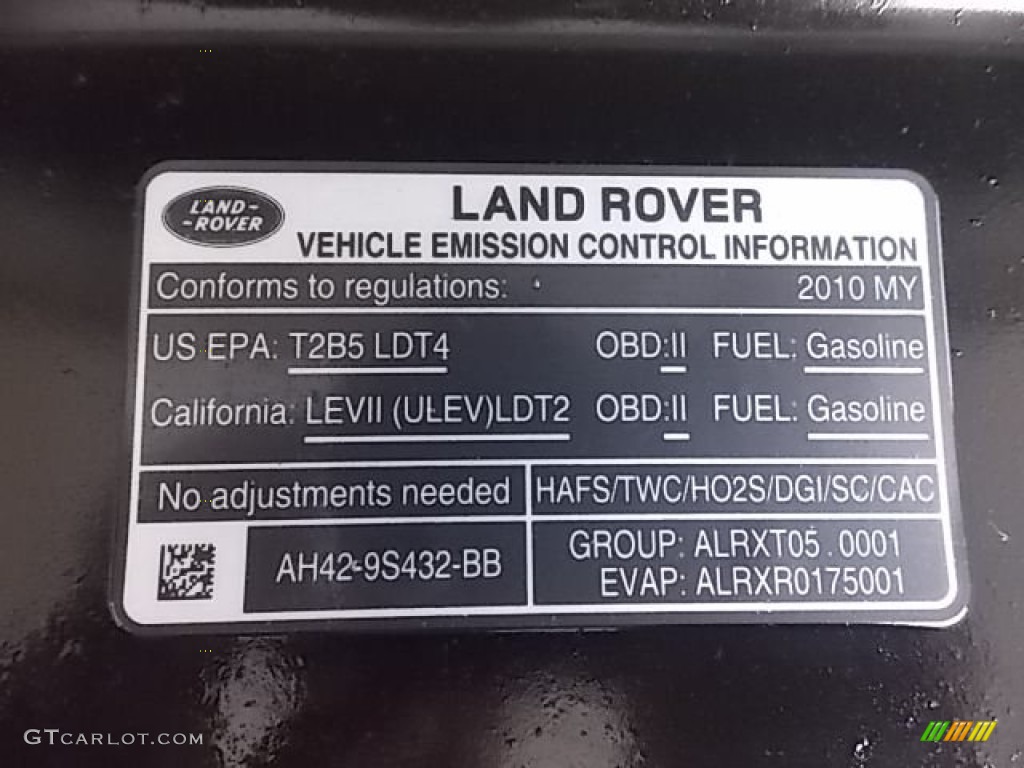 LAND-
-ROVER
LAND ROVER
VEHICLE EMISSION CONTROL INFORMATION
Conforms to regulations: 2010 MY
US EPA: T2B5 LDT4 OBD:II FUEL: Gasoline
California: LEVII (ULEV)LDT2 OBD:II FUEL: Gasoline
No adjustments needed HAFS/TWC/HO2S/DGI/SC/CAC
AH42-9S432-BB
GROUP: ALRXT05.0001
EVAP: ALRXR0175001
GTCARLOT.COM